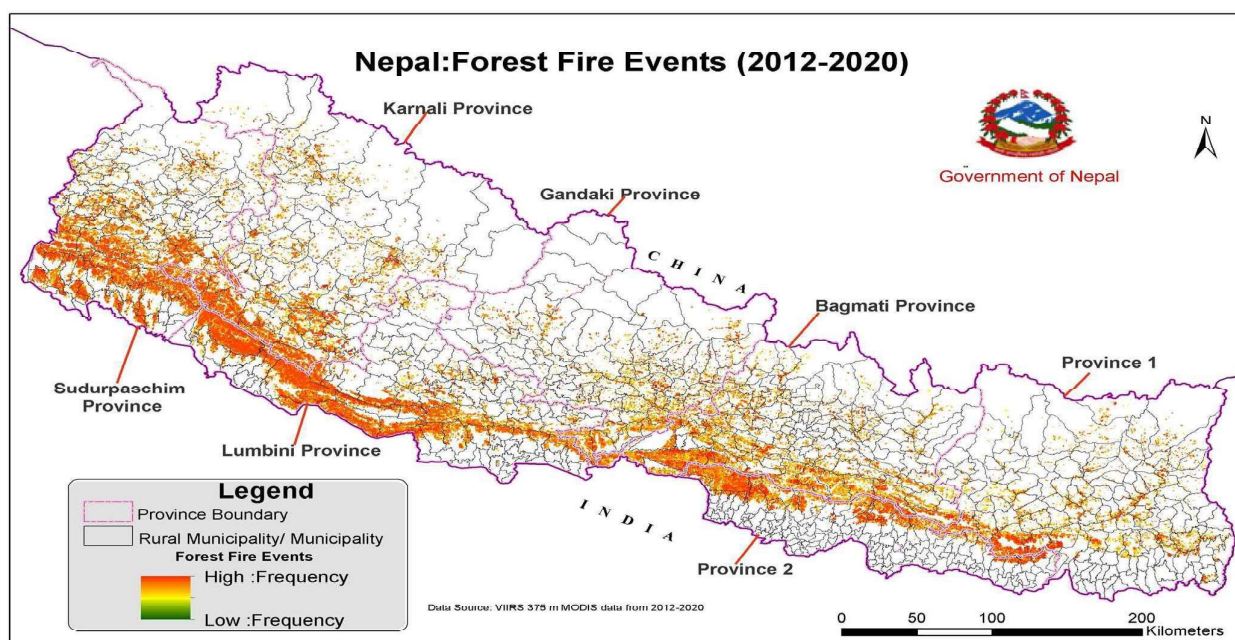 Nepal:Forest Fire Events (2012-2020)
Karnali Province
N
Government of Nepal
Gandaki Province
CHINA
Bagmati Province
Province 1
Sudurpaschim
Province
Lumbini Province
INDIA
Province 2
Legend
Province Boundary
Rural Municipality/ Municipality
Forest Fire Events
High :Frequency
Low :Frequency
Data Source: VIIRS 375 m MODIS data from 2012-2020
0 50 100 200
Kilometers